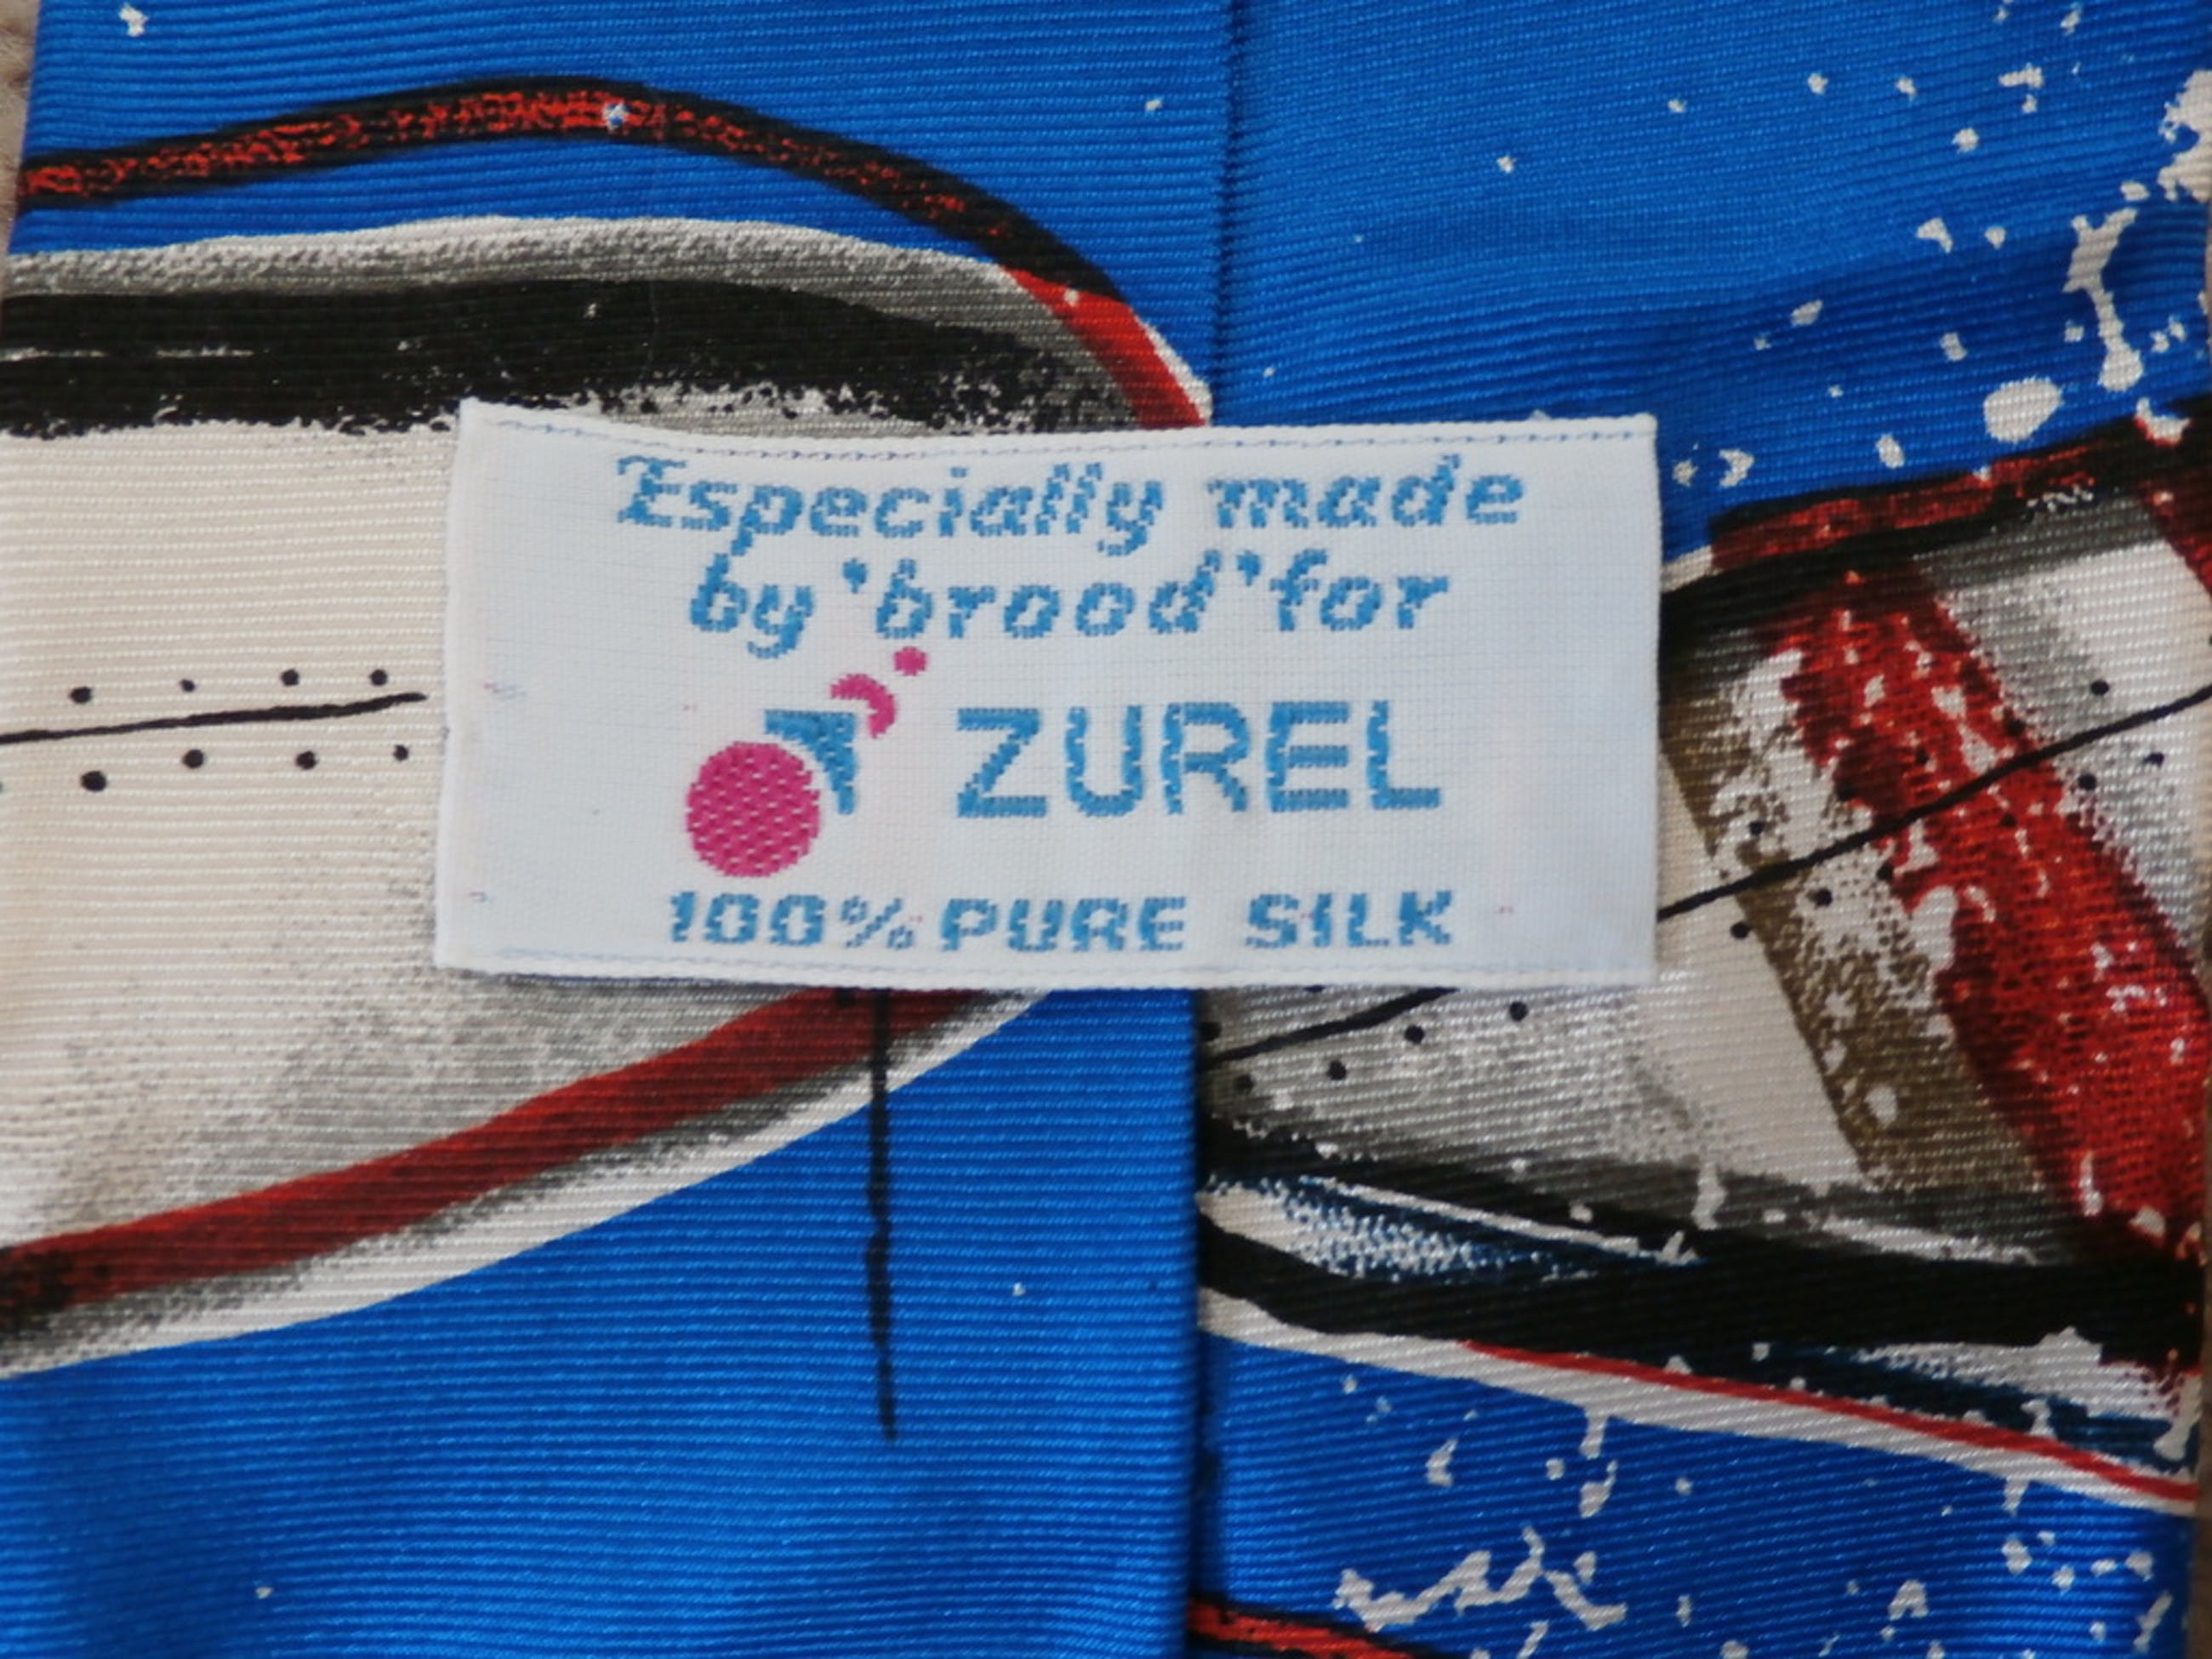 Especially made
by 'brood' for
ZUREL
100% PURE SILK